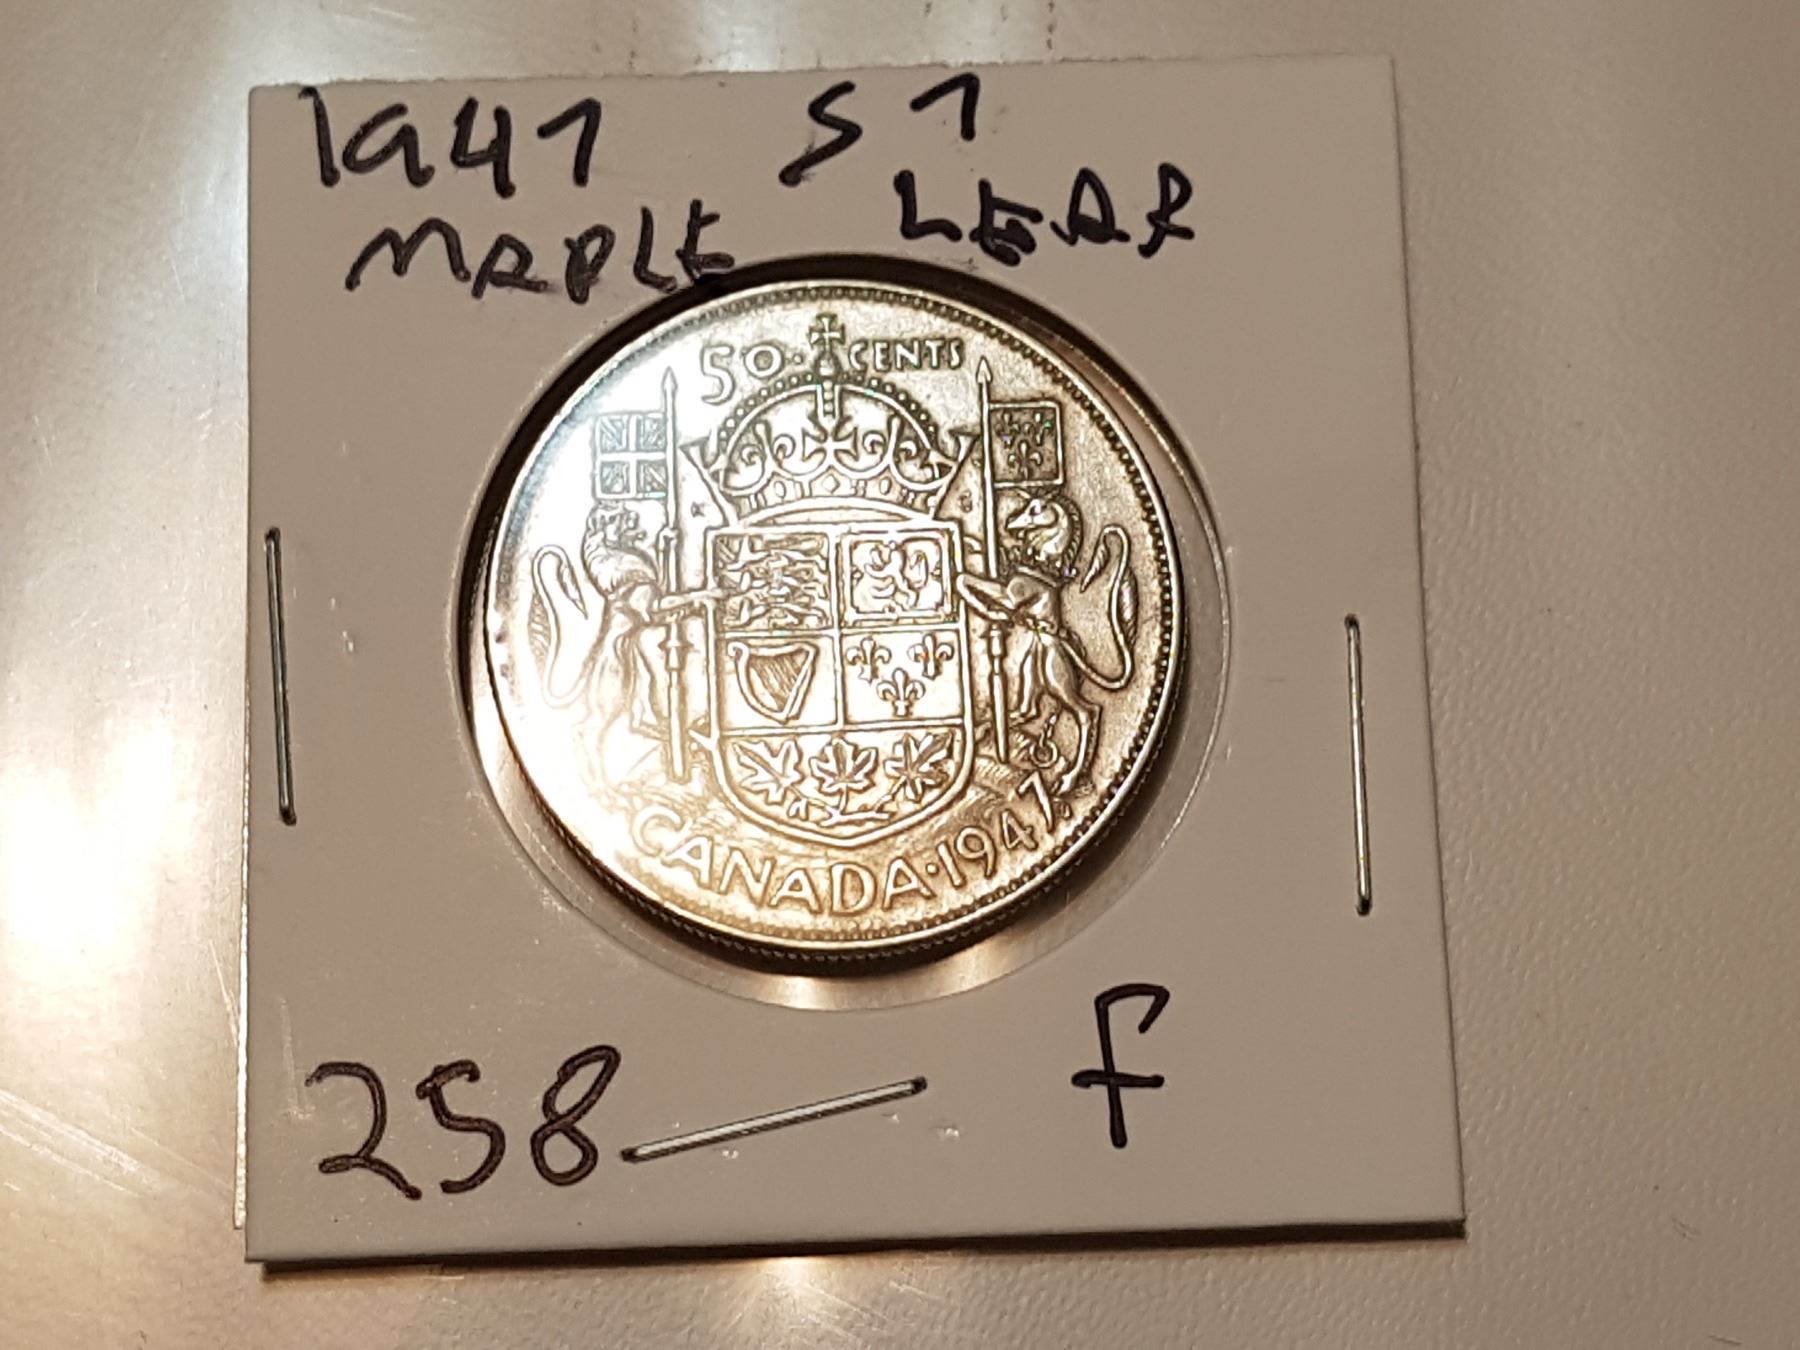 1947 S7
MAPLE LEAF
50 CENTS
CANADA·1947
258 F